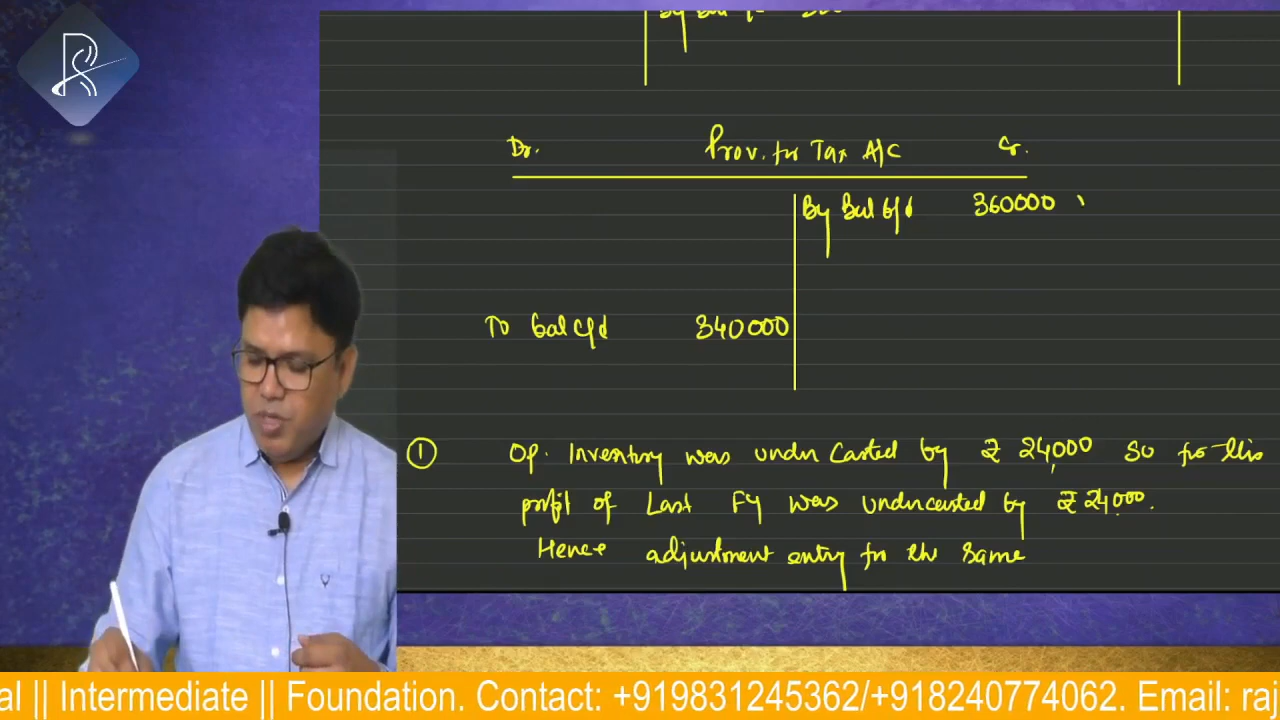 Dr. Prov. for Tax A/C Cr.
By Bal b/d 360000
To Bal c/d 340000
① Op. Inventory was under Casted by ₹ 24,000 So for this
profit of Last FY was undercasted by ₹ 24,000.
Hence adjustment entry for the same
al || Intermediate || Foundation. Contact: +919831245362/+918240774062. Email: raj